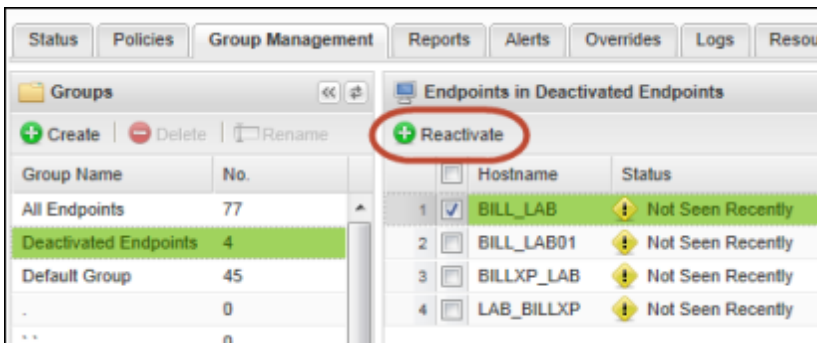 Status Policies Group Management Reports Alerts Overrides Logs Resou
Groups
Create Delete Rename
Group Name No.
All Endpoints 77
Deactivated Endpoints 4
Default Group 45
. 0
Endpoints in Deactivated Endpoints
Reactivate
Hostname Status
1 BILL_LAB Not Seen Recently
2 BILL_LAB01 Not Seen Recently
3 BILLXP_LAB Not Seen Recently
4 LAB_BILLXP Not Seen Recently